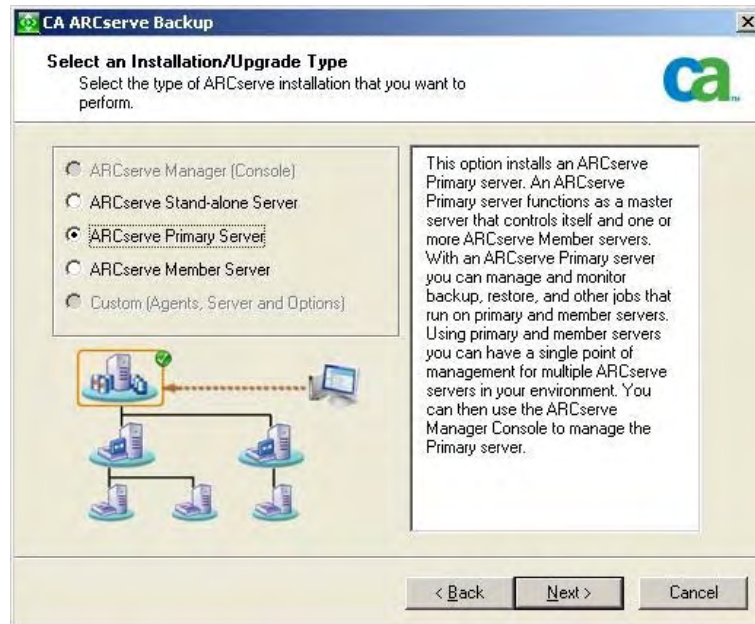 CA ARCserve Backup
Select an Installation/Upgrade Type
Select the type of ARCserve installation that you want to
perform.
ca
ARCserve Manager (Console)
ARCserve Stand-alone Server
ARCserve Primary Server
ARCserve Member Server
Custom (Agents, Server and Options)
This option installs an ARCserve
Primary server. An ARCserve
Primary server functions as a master
server that controls itself and one or
more ARCserve Member servers.
With an ARCserve Primary server
you can manage and monitor
backup, restore, and other jobs that
run on primary and member servers.
Using primary and member servers
you can have a single point of
management for multiple ARCserve
servers in your environment. You
can then use the ARCserve
Manager Console to manage the
Primary server.
< Back
Next >
Cancel